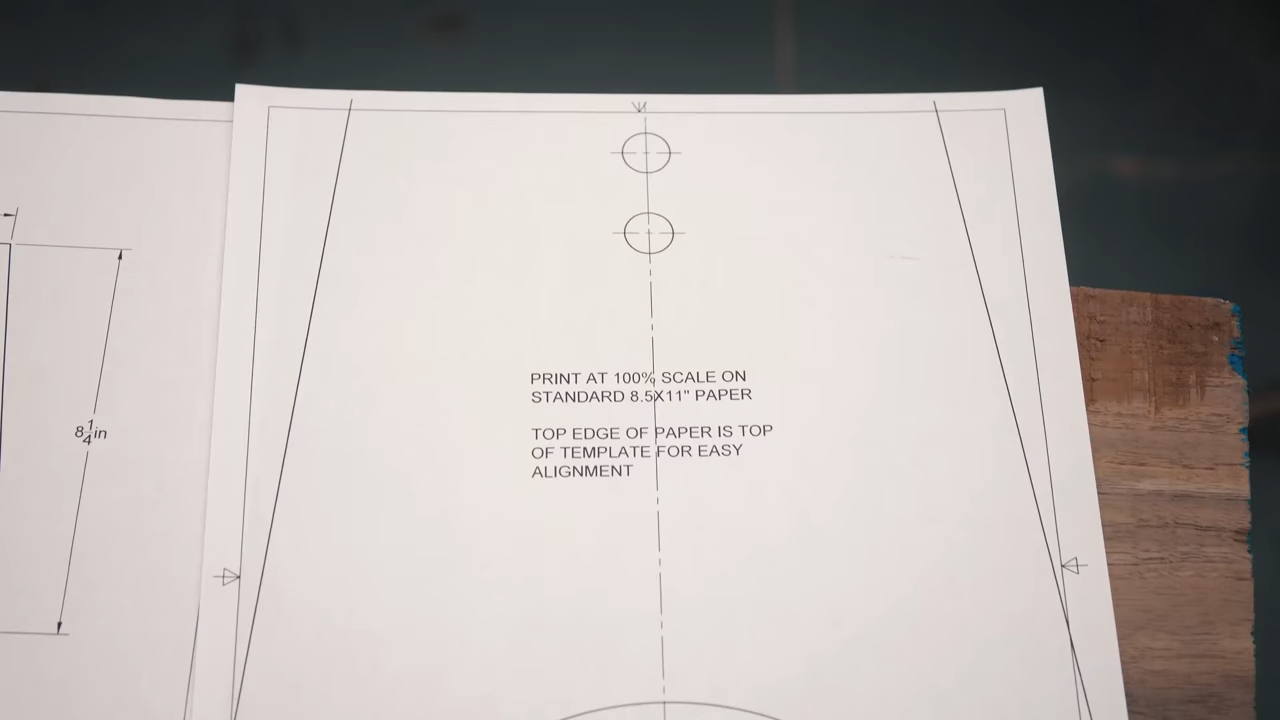 8 1/4 in
PRINT AT 100% SCALE ON
STANDARD 8.5X11" PAPER
TOP EDGE OF PAPER IS TOP
OF TEMPLATE FOR EASY
ALIGNMENT